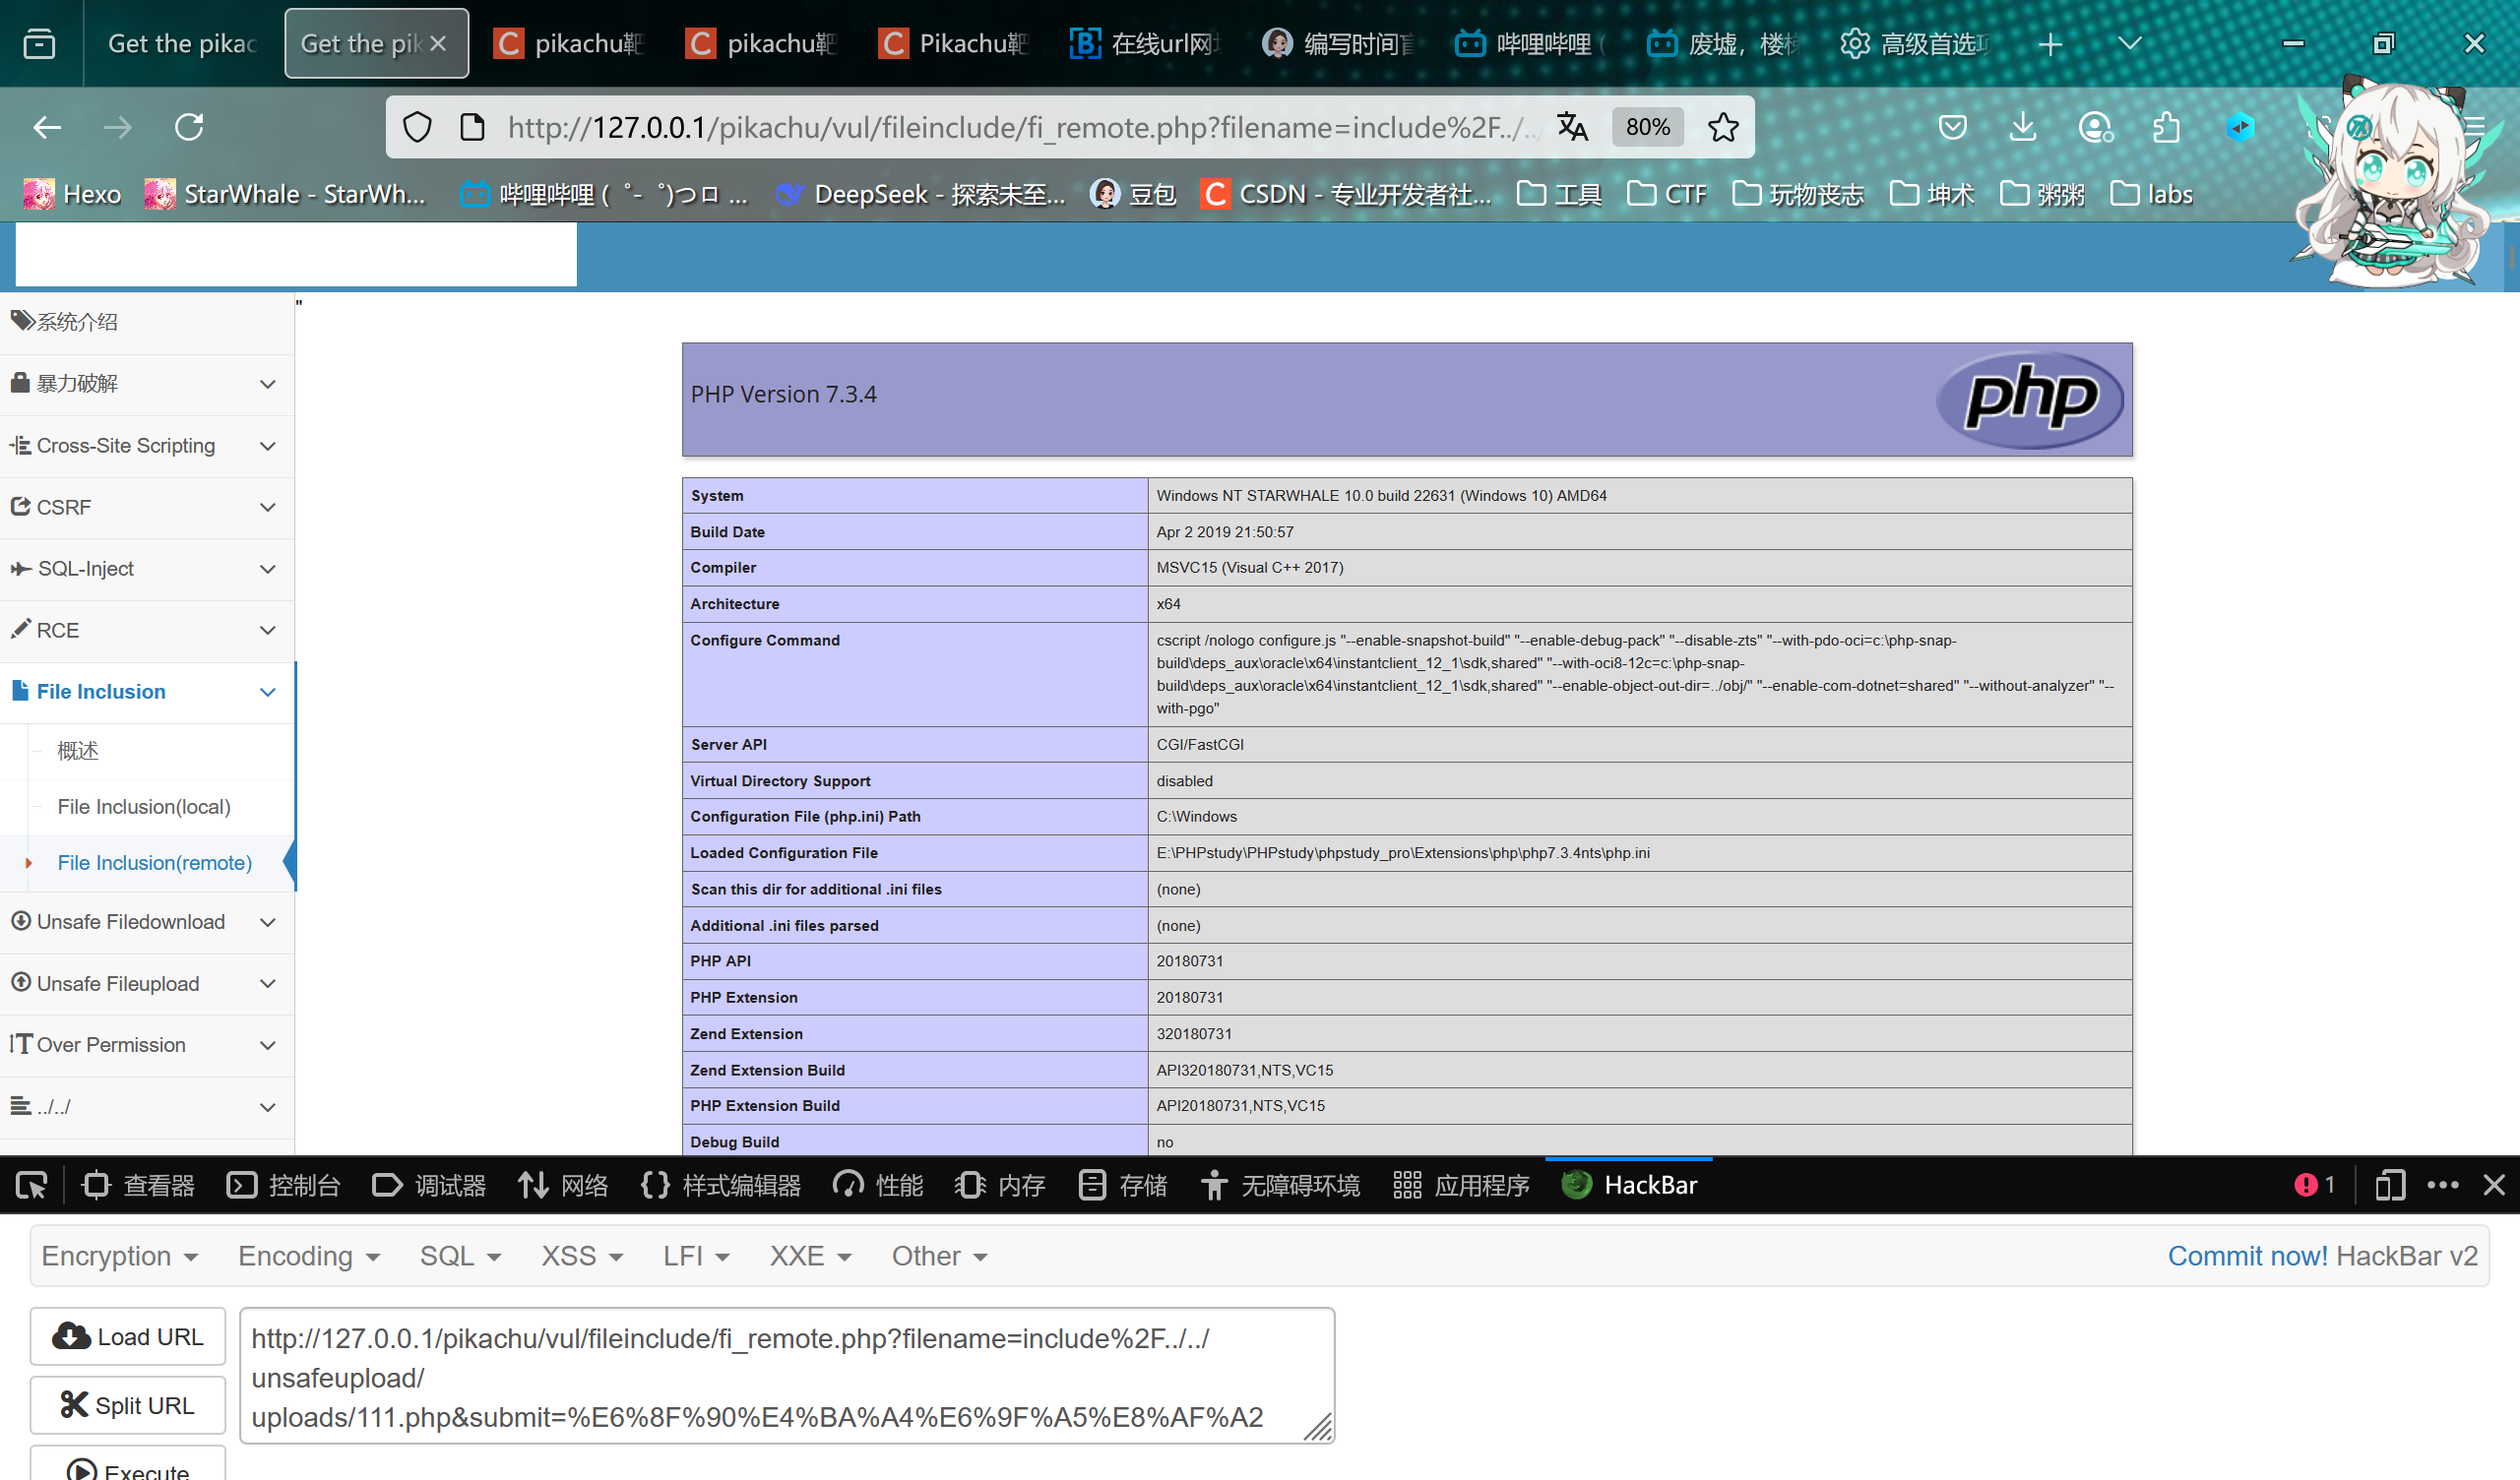 Get the pikac
Get the pik
pikachu靶
pikachu靶
Pikachu靶
在线url网
编写时间盲
哔哩哔哩 (
废墟，楼梯
高级首选项
http://127.0.0.1/pikachu/vul/fileinclude/fi_remote.php?filename=include%2F../..
80%
Hexo
StarWhale - StarWh...
哔哩哔哩 (゜-゜)つロ ...
DeepSeek - 探索未至...
豆包
CSDN - 专业开发者社...
工具
CTF
玩物丧志
坤术
粥粥
labs
系统介绍
暴力破解
Cross-Site Scripting
CSRF
SQL-Inject
RCE
File Inclusion
概述
File Inclusion(local)
File Inclusion(remote)
Unsafe Filedownload
Unsafe Fileupload
Over Permission
../../
"
PHP Version 7.3.4
php
System Windows NT STARWHALE 10.0 build 22631 (Windows 10) AMD64
Build Date Apr 2 2019 21:50:57
Compiler MSVC15 (Visual C++ 2017)
Architecture x64
Configure Command cscript /nologo configure.js "--enable-snapshot-build" "--enable-debug-pack" "--disable-zts" "--with-pdo-oci=c:\php-snap-
build\deps_aux\oracle\x64\instantclient_12_1\sdk,shared" "--with-oci8-12c=c:\php-snap-
build\deps_aux\oracle\x64\instantclient_12_1\sdk,shared" "--enable-object-out-dir=../obj/" "--enable-com-dotnet=shared" "--without-analyzer" "--
with-pgo"
Server API CGI/FastCGI
Virtual Directory Support disabled
Configuration File (php.ini) Path C:\Windows
Loaded Configuration File E:\PHPstudy\PHPstudy\phpstudy_pro\Extensions\php\php7.3.4nts\php.ini
Scan this dir for additional .ini files (none)
Additional .ini files parsed (none)
PHP API 20180731
PHP Extension 20180731
Zend Extension 320180731
Zend Extension Build API320180731,NTS,VC15
PHP Extension Build API20180731,NTS,VC15
Debug Build no
查看器
控制台
调试器
网络
样式编辑器
性能
内存
存储
无障碍环境
应用程序
HackBar
1
Encryption
Encoding
SQL
XSS
LFI
XXE
Other
Commit now! HackBar v2
Load URL
Split URL
Execute
http://127.0.0.1/pikachu/vul/fileinclude/fi_remote.php?filename=include%2F../../
unsafeupload/
uploads/111.php&submit=%E6%8F%90%E4%BA%A4%E6%9F%A5%E8%AF%A2